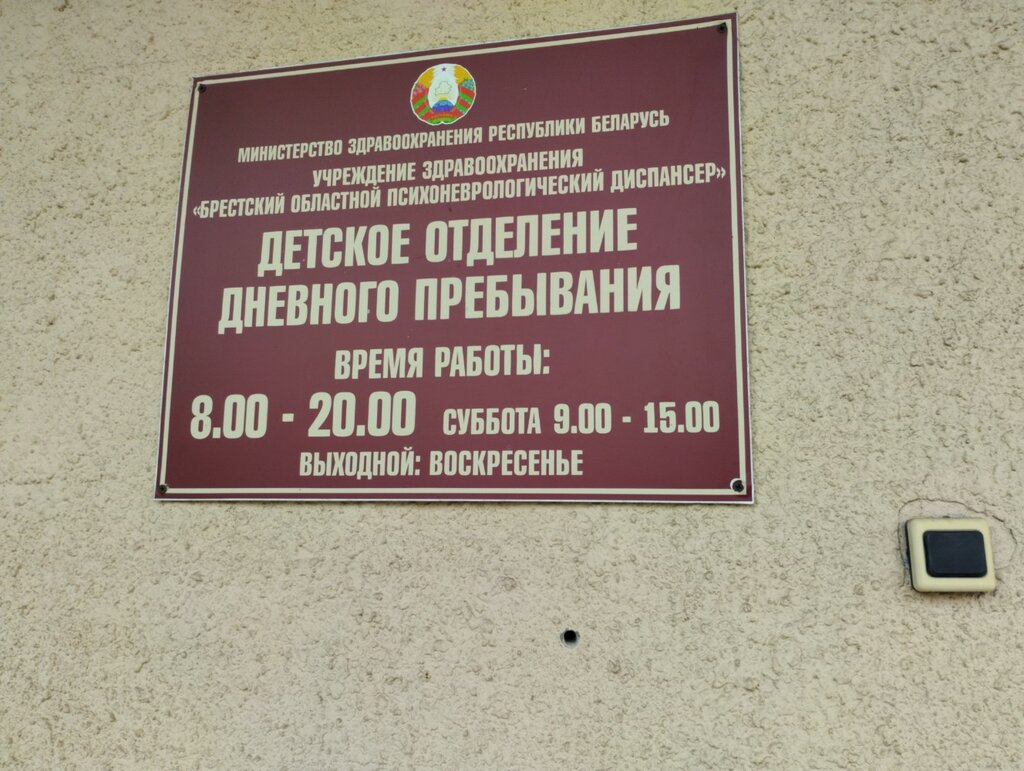 МИНИСТЕРСТВО ЗДРАВООХРАНЕНИЯ РЕСПУБЛИКИ БЕЛАРУСЬ
УЧРЕЖДЕНИЕ ЗДРАВООХРАНЕНИЯ
«БРЕСТСКИЙ ОБЛАСТНОЙ ПСИХОНЕВРОЛОГИЧЕСКИЙ ДИСПАНСЕР»
ДЕТСКОЕ ОТДЕЛЕНИЕ
ДНЕВНОГО ПРЕБЫВАНИЯ
ВРЕМЯ РАБОТЫ:
8.00 - 20.00 СУББОТА 9.00 - 15.00
ВЫХОДНОЙ: ВОСКРЕСЕНЬЕ